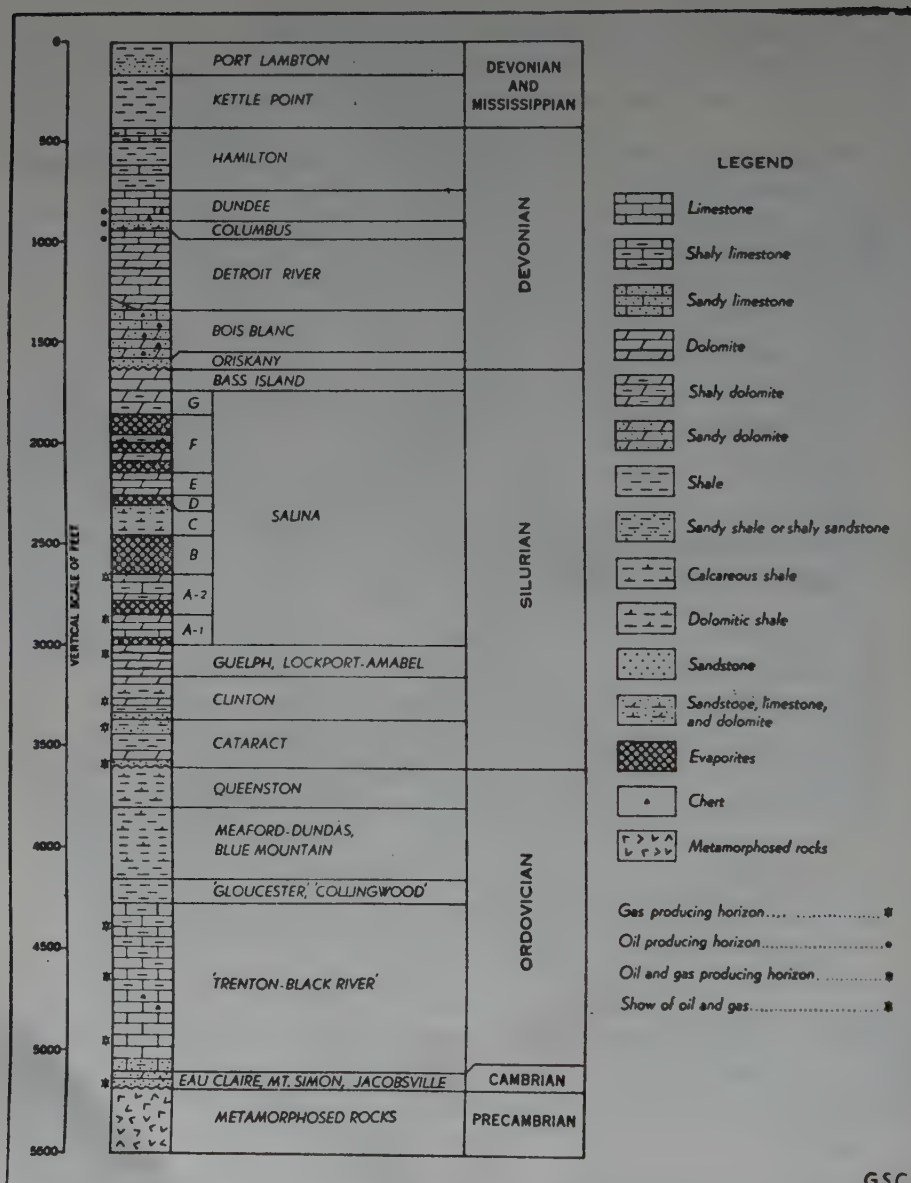 0
500
1000
1500
2000
2500
3000
3500
4000
4500
5000
5500
VERTICAL SCALE OF FEET
PORT LAMBTON
KETTLE POINT
HAMILTON
DUNDEE
COLUMBUS
DETROIT RIVER
BOIS BLANC
ORISKANY
BASS ISLAND
G
F
E
D
C
B
A-2
A-1
SALINA
GUELPH, LOCKPORT-AMABEL
CLINTON
CATARACT
QUEENSTON
MEAFORD-DUNDAS,
BLUE MOUNTAIN
'GLOUCESTER,' 'COLLINGWOOD'
'TRENTON-BLACK RIVER'
EAU CLAIRE, MT. SIMON, JACOBSVILLE
METAMORPHOSED ROCKS
DEVONIAN
AND
MISSISSIPPIAN
DEVONIAN
SILURIAN
ORDOVICIAN
CAMBRIAN
PRECAMBRIAN
LEGEND
Limestone
Shaly limestone
Sandy limestone
Dolomite
Shaly dolomite
Sandy dolomite
Shale
Sandy shale or shaly sandstone
Calcareous shale
Dolomitic shale
Sandstone
Sandstone, limestone,
and dolomite
Evaporites
Chert
Metamorphosed rocks
Gas producing horizon
Oil producing horizon
Oil and gas producing horizon
Show of oil and gas
GSC